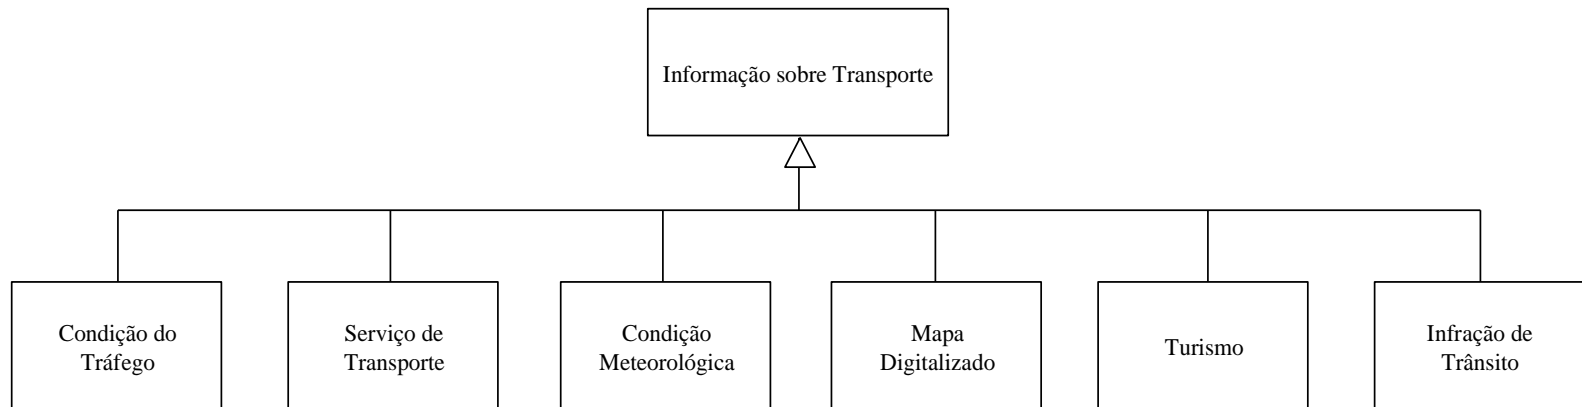 Informação sobre Transporte
Condição do
Tráfego
Serviço de
Transporte
Condição
Meteorológica
Mapa
Digitalizado
Turismo
Infração de
Trânsito